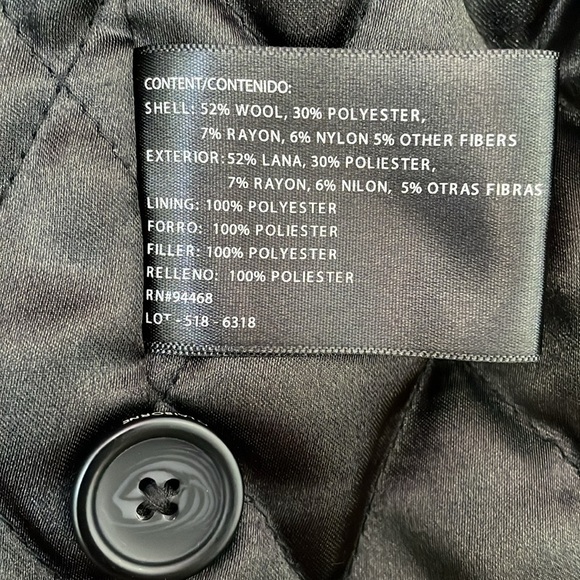 CONTENT/CONTENIDO:
SHELL: 52% WOOL, 30% POLYESTER,
7% RAYON, 6% NYLON 5% OTHER FIBERS
EXTERIOR: 52% LANA, 30% POLIESTER,
7% RAYON, 6% NILON, 5% OTRAS FIBRAS
LINING: 100% POLYESTER
FORRO: 100% POLIESTER
FILLER: 100% POLYESTER
RELLENO: 100% POLIESTER
RN#94468
LOT - 518 - 6318